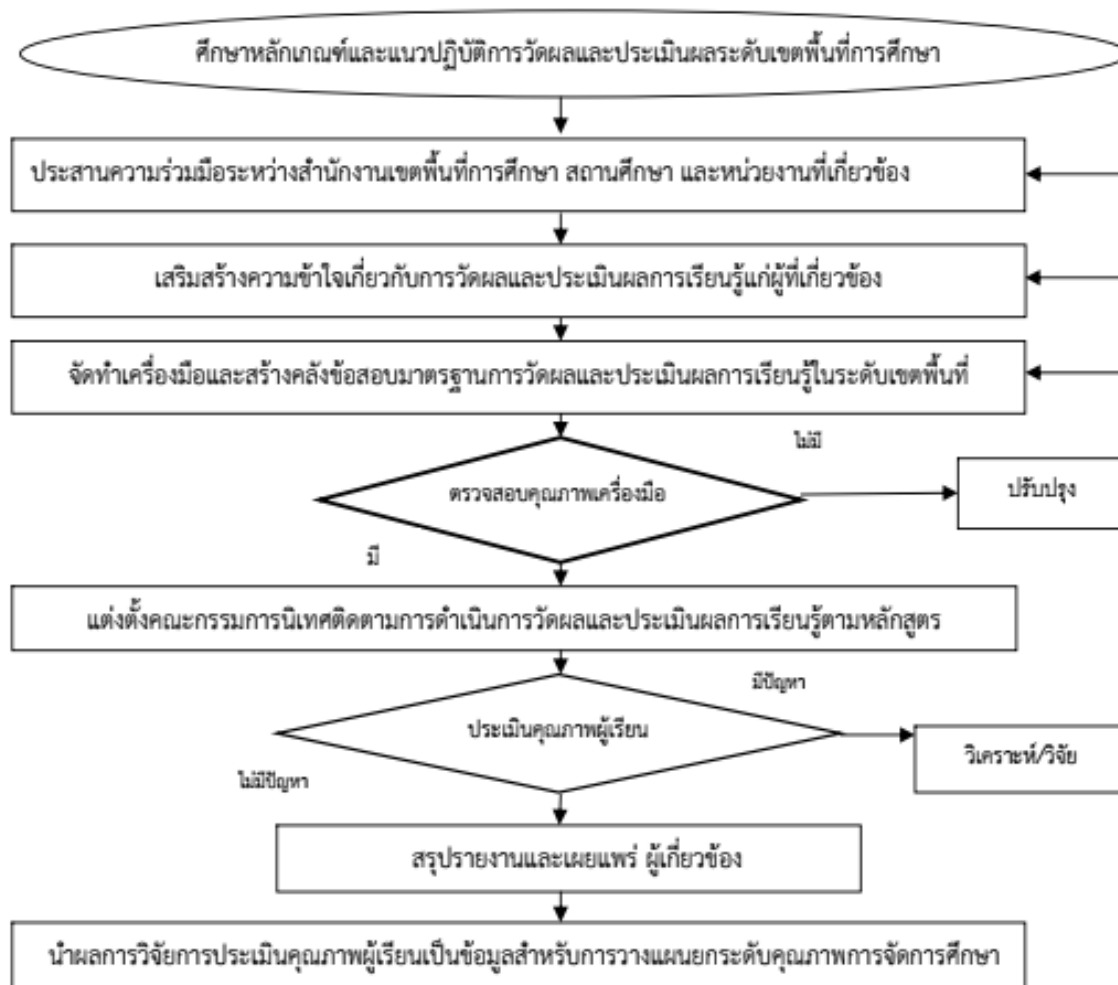 ศึกษาหลักเกณฑ์และแนวปฏิบัติการวัดผลและประเมินผลระดับเขตพื้นที่การศึกษา
ประสานความร่วมมือระหว่างสำนักงานเขตพื้นที่การศึกษา สถานศึกษา และหน่วยงานที่เกี่ยวข้อง
เสริมสร้างความข้าใจเกี่ยวกับการวัดผลและประเมินผลการเรียนรู้แก่ผู้ที่เกี่ยวข้อง
จัดทำเครื่องมือและสร้างคลังข้อสอบมาตรฐานการวัดผลและประเมินผลการเรียนรู้ในระดับเขตพื้นที่
ไม่มี
ตรวจสอบคุณภาพเครื่องมือ
ปรับปรุง
มี
แต่งตั้งคณะกรรมการนิเทศติดตามการดำเนินการวัดผลและประเมินผลการเรียนรู้ตามหลักสูตร
มีปัญหา
ประเมินคุณภาพผู้เรียน
วิเคราะห์/วิจัย
ไม่มีปัญหา
สรุปรายงานและเผยแพร่ ผู้เกี่ยวข้อง
นำผลการวิจัยการประเมินคุณภาพผู้เรียนเป็นข้อมูลสำหรับการวางแผนยกระดับคุณภาพการจัดการศึกษา